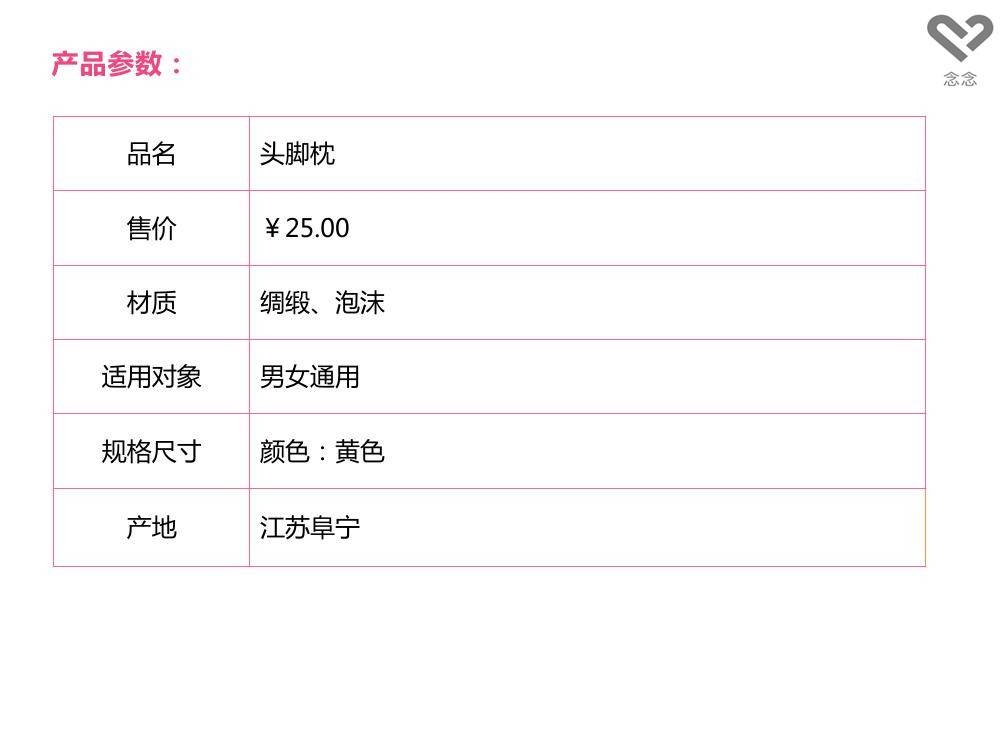 产品参数：
念念
品名 头脚枕
售价 ￥25.00
材质 绸缎、泡沫
适用对象 男女通用
规格尺寸 颜色：黄色
产地 江苏阜宁